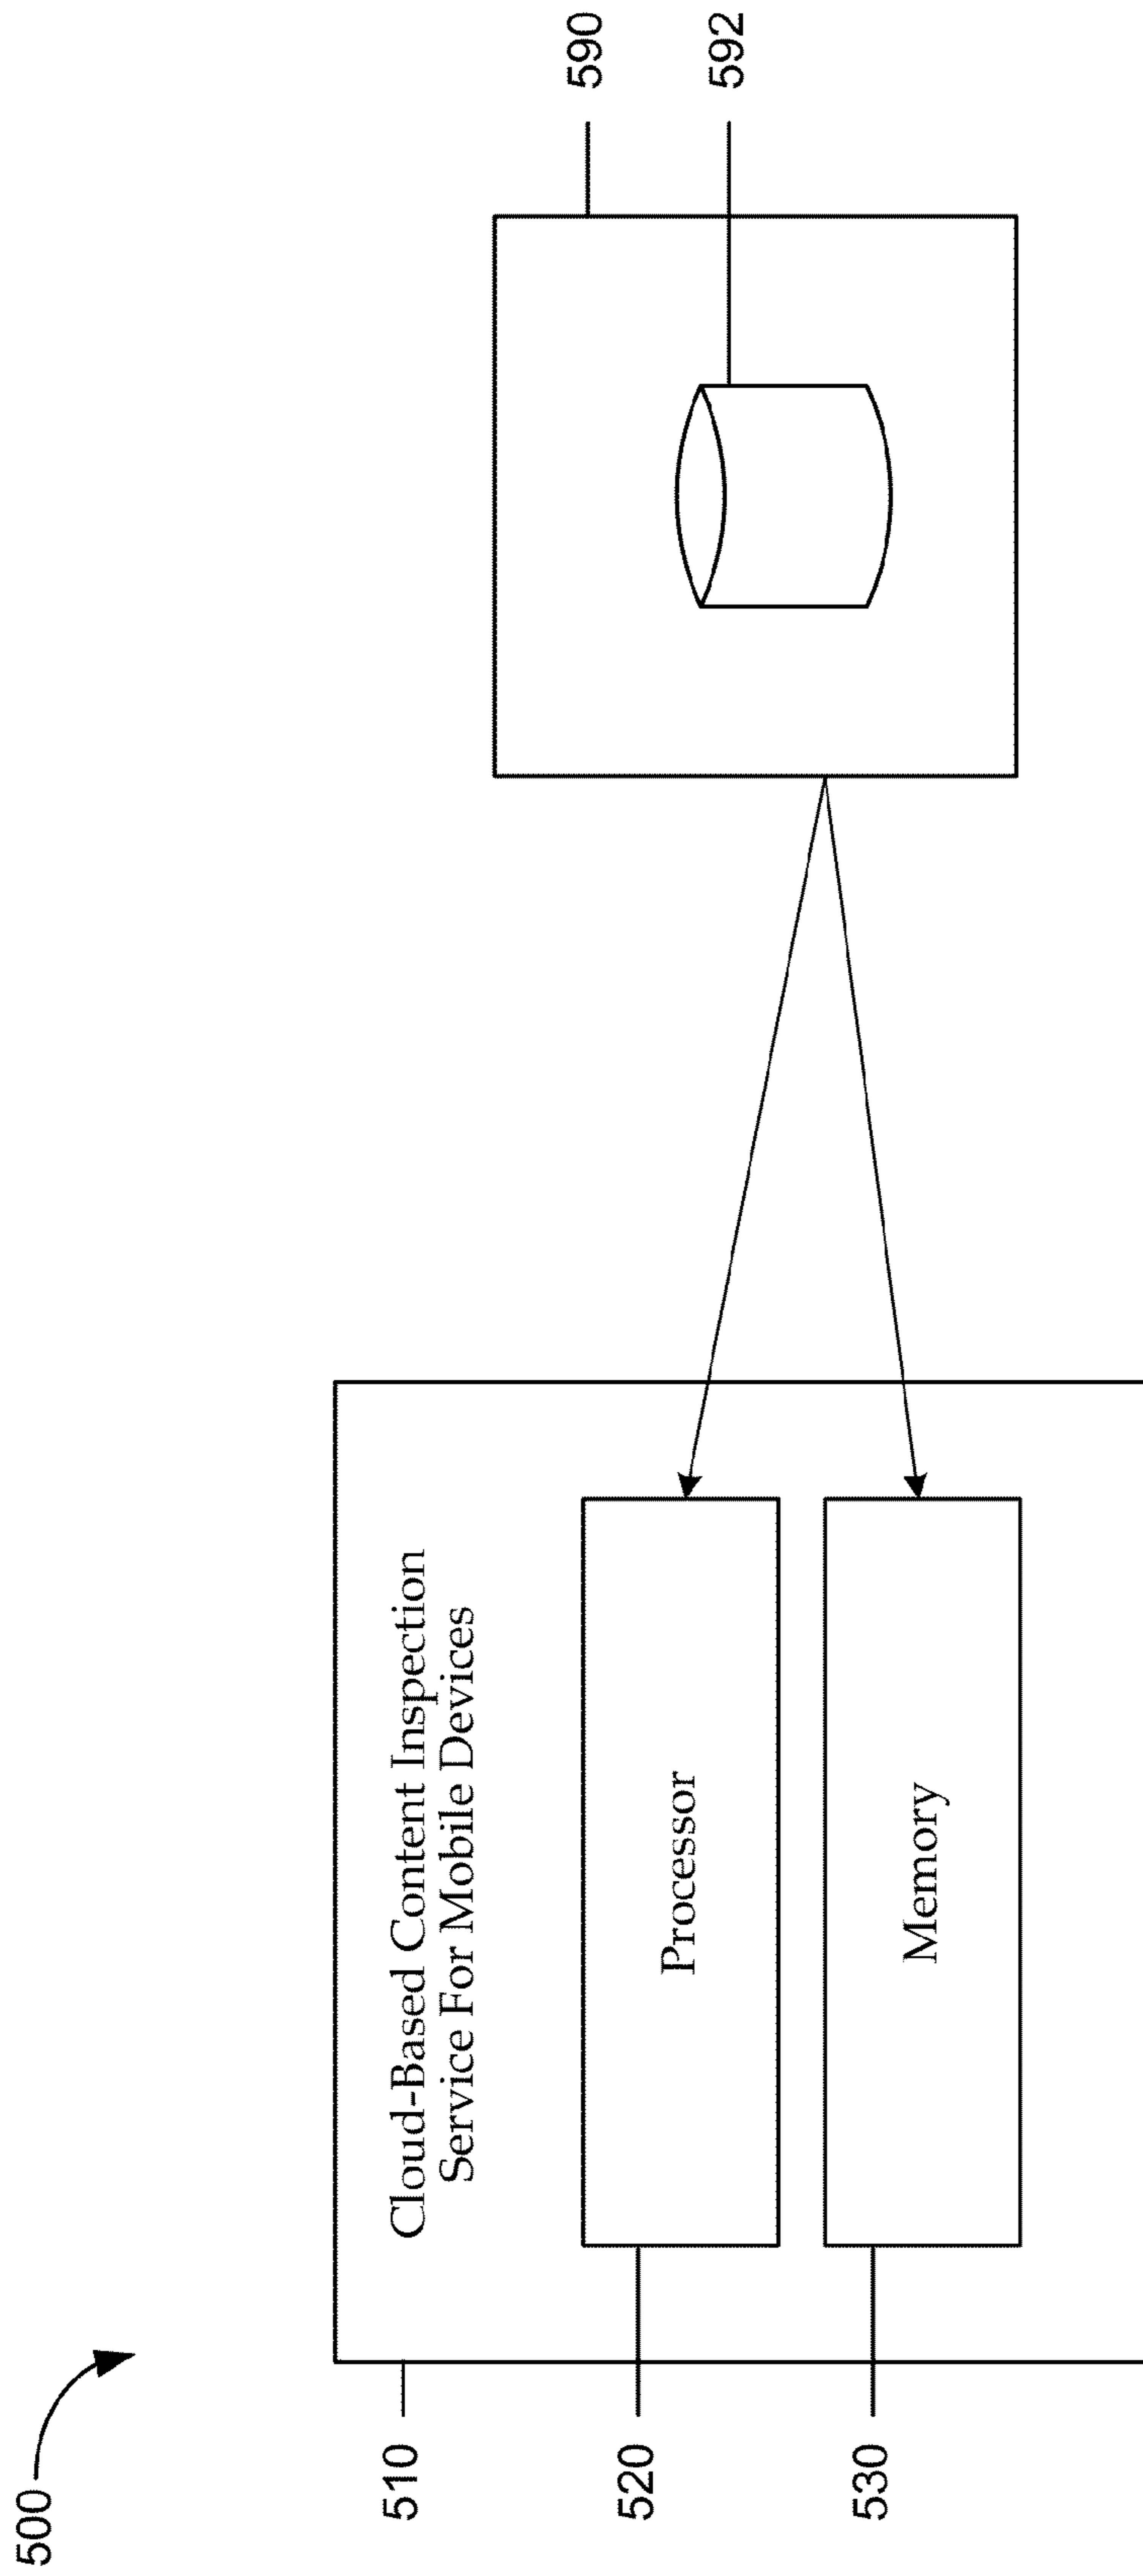 500
510
Cloud-Based Content Inspection
Service For Mobile Devices
520
Processor
530
Memory
590
592